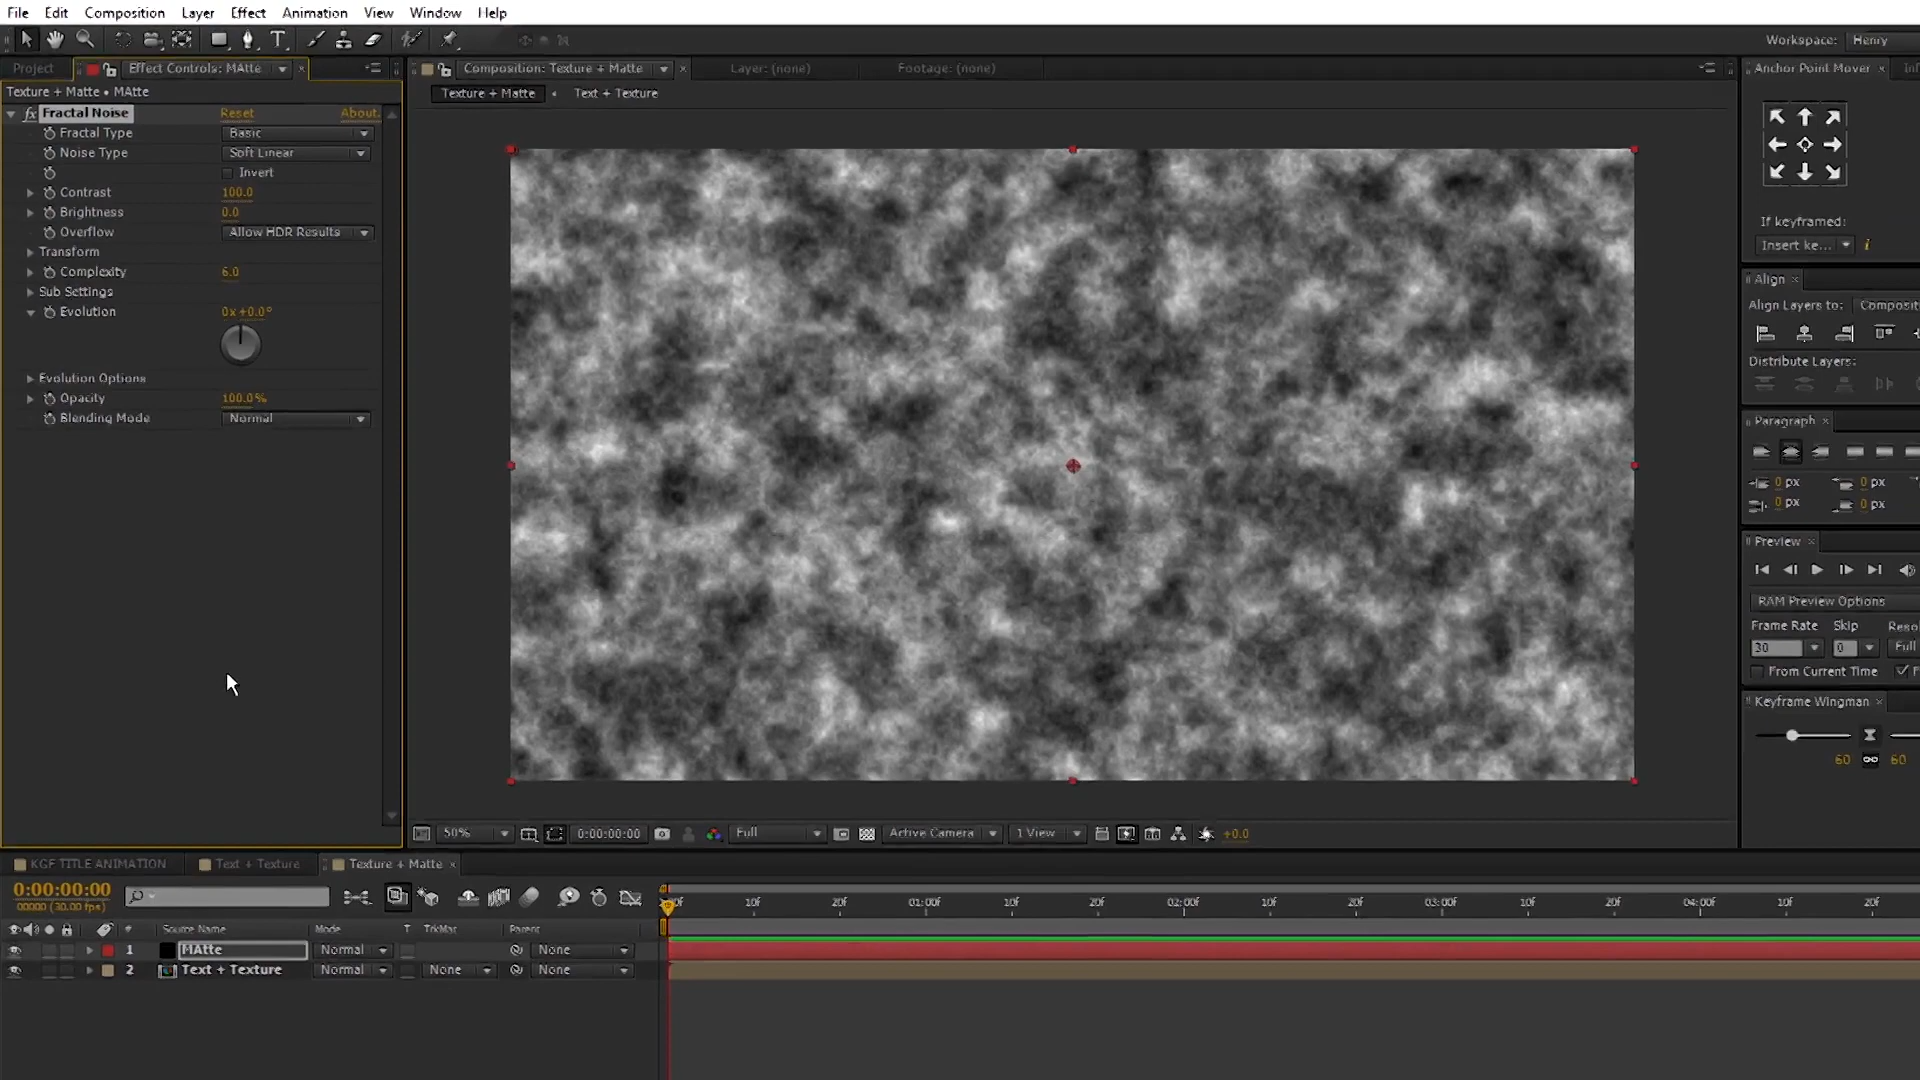 File Edit Composition Layer Effect Animation View Window Help
Workspace: Henry
Project Effect Controls: MAtte Composition: Texture + Matte Layer: (none) Footage: (none) Anchor Point Mover
Texture + Matte • MAtte
Texture + Matte Text + Texture
Fractal Noise Reset About.
Fractal Type Basic
Noise Type Soft Linear
Invert
Contrast 100.0
Brightness 0.0
Overflow Allow HDR Results
Transform
Complexity 6.0
Sub Settings
Evolution 0x +0.0°
Evolution Options
Opacity 100.0%
Blending Mode Normal
If keyframed:
Insert ke... i
Align
Align Layers to: Composit
Distribute Layers:
Paragraph
0 px 0 px
0 px 0 px
Preview
RAM Preview Options
Frame Rate Skip Resol
30 0 Full
From Current Time F
Keyframe Wingman
60 60
50% 0:00:00:00 Full Active Camera 1 View +0.0
KGF TITLE ANIMATION Text + Texture Texture + Matte
0:00:00:00
00000 (30.00 fps)
10f 20f 01:00f 10f 20f 02:00f 10f 20f 03:00f 10f 20f 04:00f 10f 20f
# Source Name Mode T TrkMat Parent
1 MAtte Normal None
2 Text + Texture Normal None None